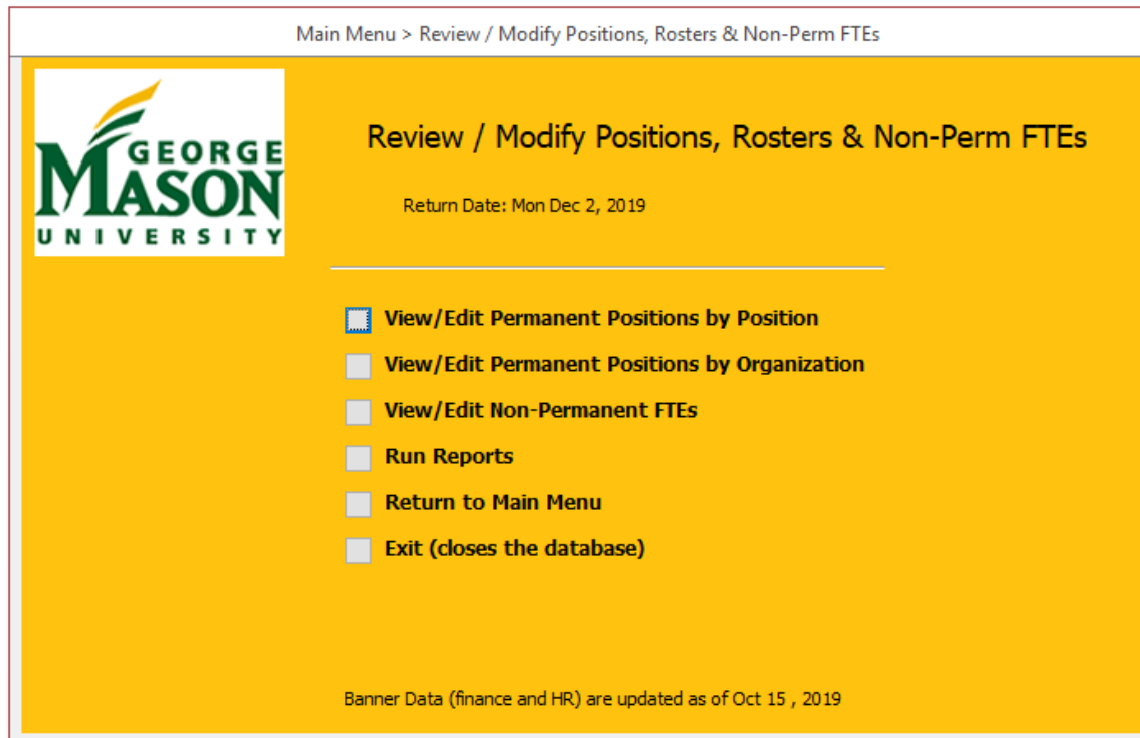 Main Menu > Review / Modify Positions, Rosters & Non-Perm FTEs
GEORGE
MASON
UNIVERSITY
Review / Modify Positions, Rosters & Non-Perm FTEs
Return Date: Mon Dec 2, 2019
View/Edit Permanent Positions by Position
View/Edit Permanent Positions by Organization
View/Edit Non-Permanent FTEs
Run Reports
Return to Main Menu
Exit (closes the database)
Banner Data (finance and HR) are updated as of Oct 15 , 2019